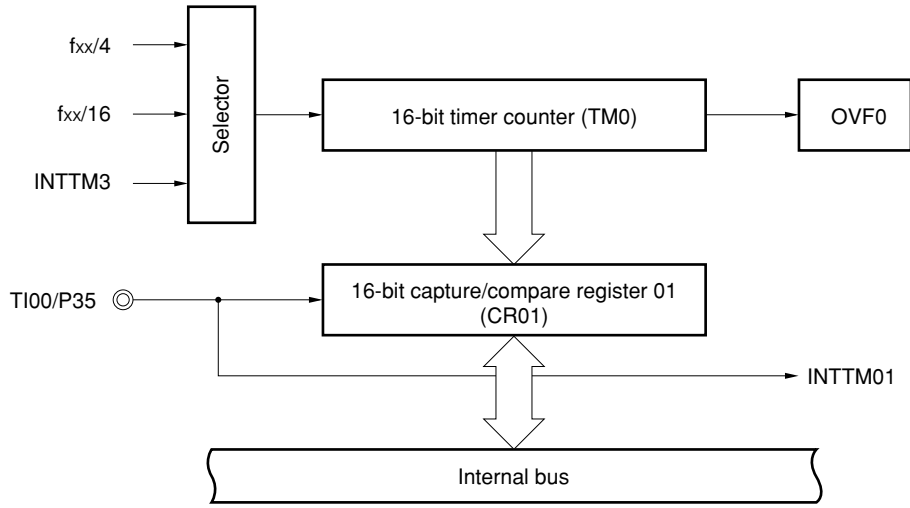 fxx/4
fxx/16
INTTM3
Selector
16-bit timer counter (TM0)
OVF0
TI00/P35
16-bit capture/compare register 01
(CR01)
INTTM01
Internal bus